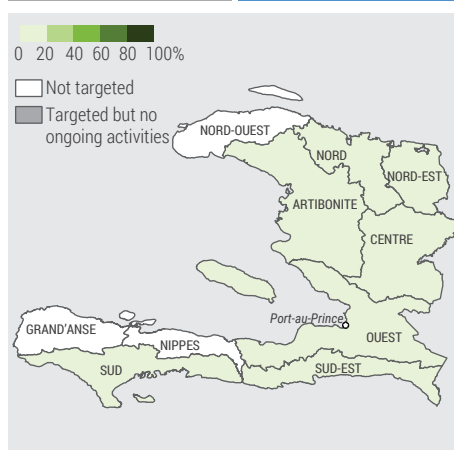 0 20 40 60 80 100%
Not targeted
Targeted but no
ongoing activities
NORD-OUEST
NORD
NORD-EST
ARTIBONITE
CENTRE
Port-au-Prince
GRAND'ANSE
NIPPES
OUEST
SUD
SUD-EST